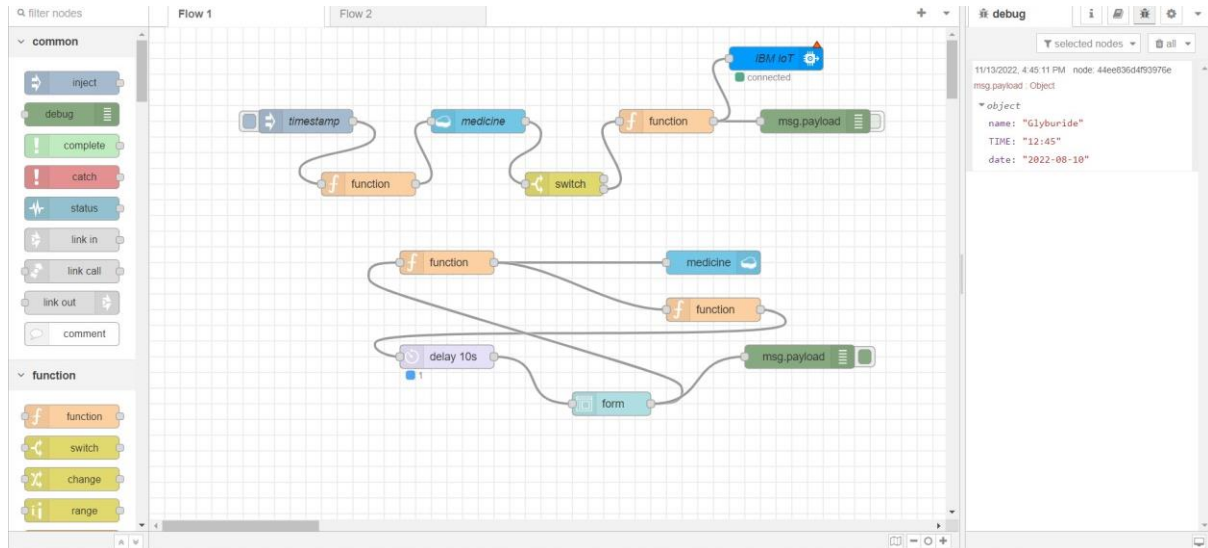 filter nodes
Flow 1
Flow 2
debug
i
common
selected nodes
all
inject
debug
complete
catch
status
link in
link call
link out
comment
function
function
switch
change
range
11/13/2022, 4:45:11 PM node: 44ee636d4f93976e
msg.payload : Object
object
name: "Glyburide"
TIME: "12:45"
date: "2022-08-10"
IBM IoT
connected
timestamp
medicine
function
msg.payload
function
switch
function
medicine
function
delay 10s
1
msg.payload
form